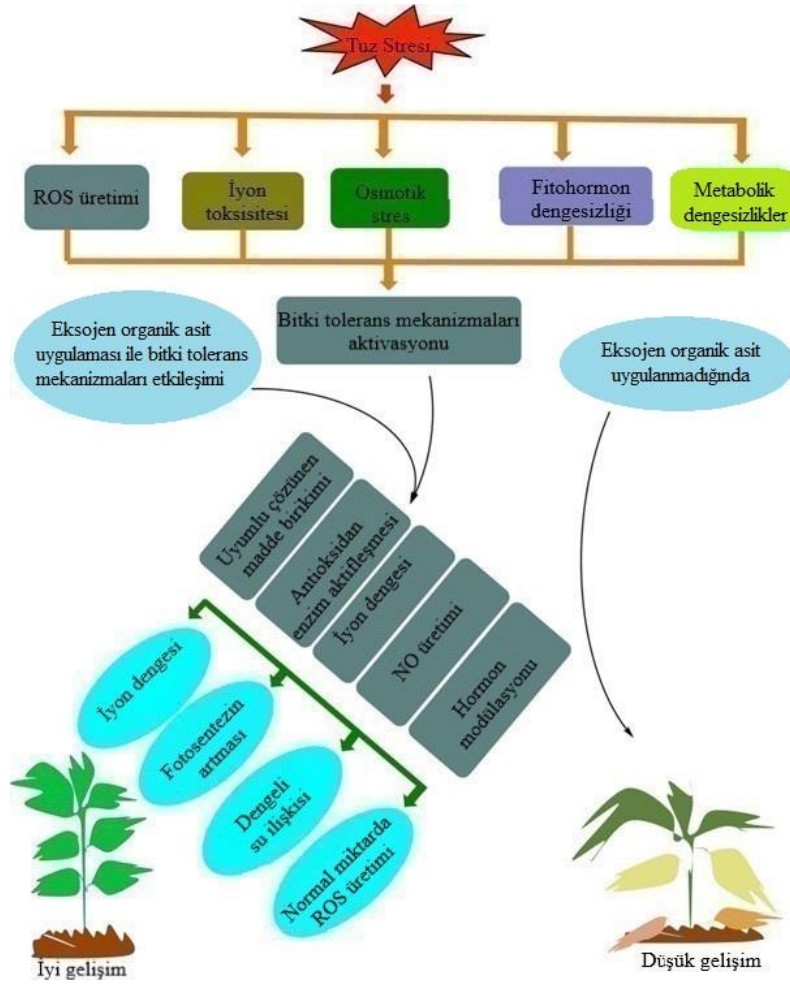 Tuz Stresi
ROS üretimi
İyon
toksisitesi
Osmotik
stres
Fitohormon
dengesizliği
Metabolik
dengesizlikler
Bitki tolerans mekanizmaları
aktivasyonu
Eksojen organik asit
uygulaması ile bitki tolerans
mekanizmaları etkileşimi
Eksojen organik asit
uygulanmadığında
Uyumlu çözünen
madde birikimi
Antioksidan
enzim aktifleşmesi
İyon dengesi
NO üretimi
Hormon
modülasyonu
İyon dengesi
Fotosentezin
artması
Dengeli
su ilişkisi
Normal miktarda
ROS üretimi
İyi gelişim
Düşük gelişim